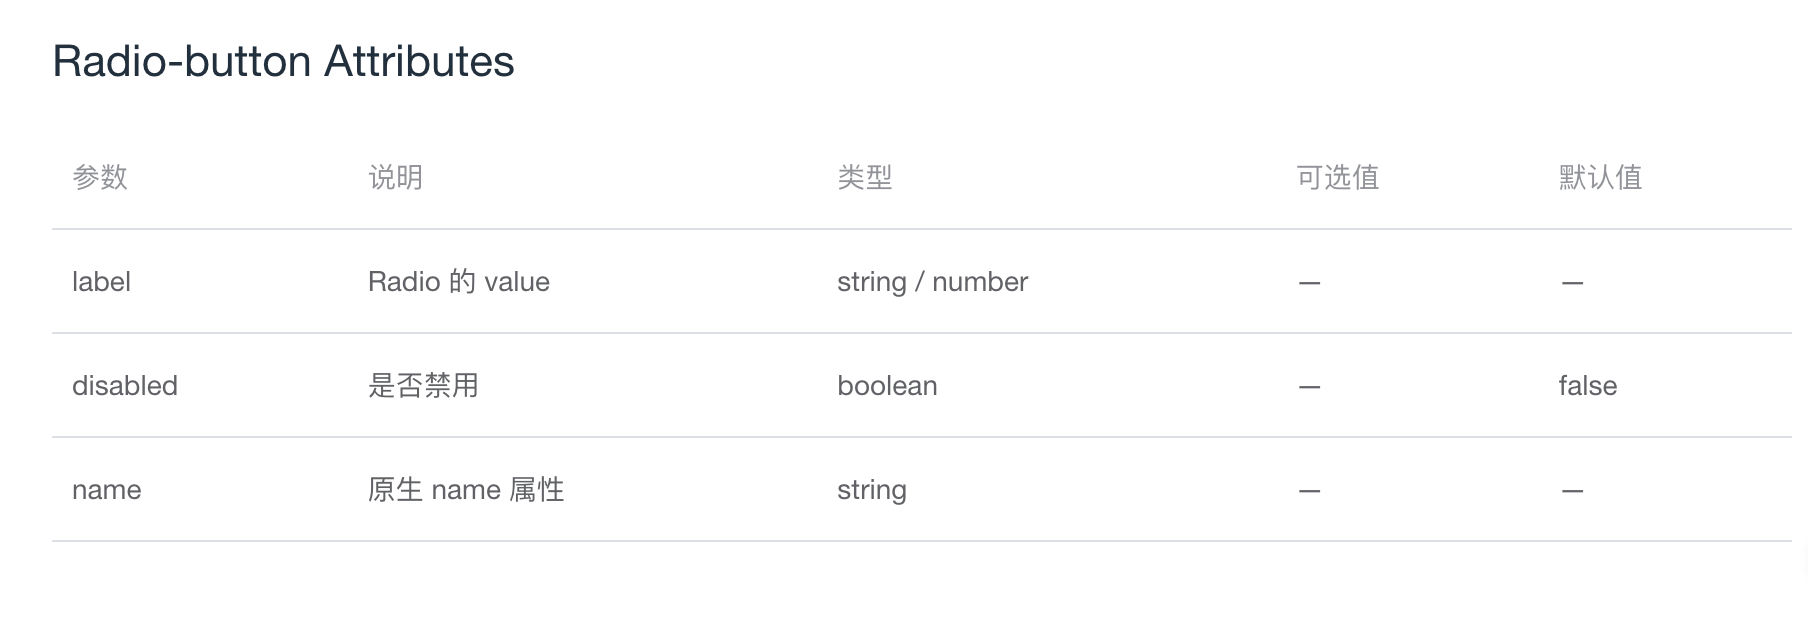 Radio-button Attributes
参数 说明 类型 可选值 默认值
label Radio 的 value string / number — —
disabled 是否禁用 boolean — false
name 原生 name 属性 string — —